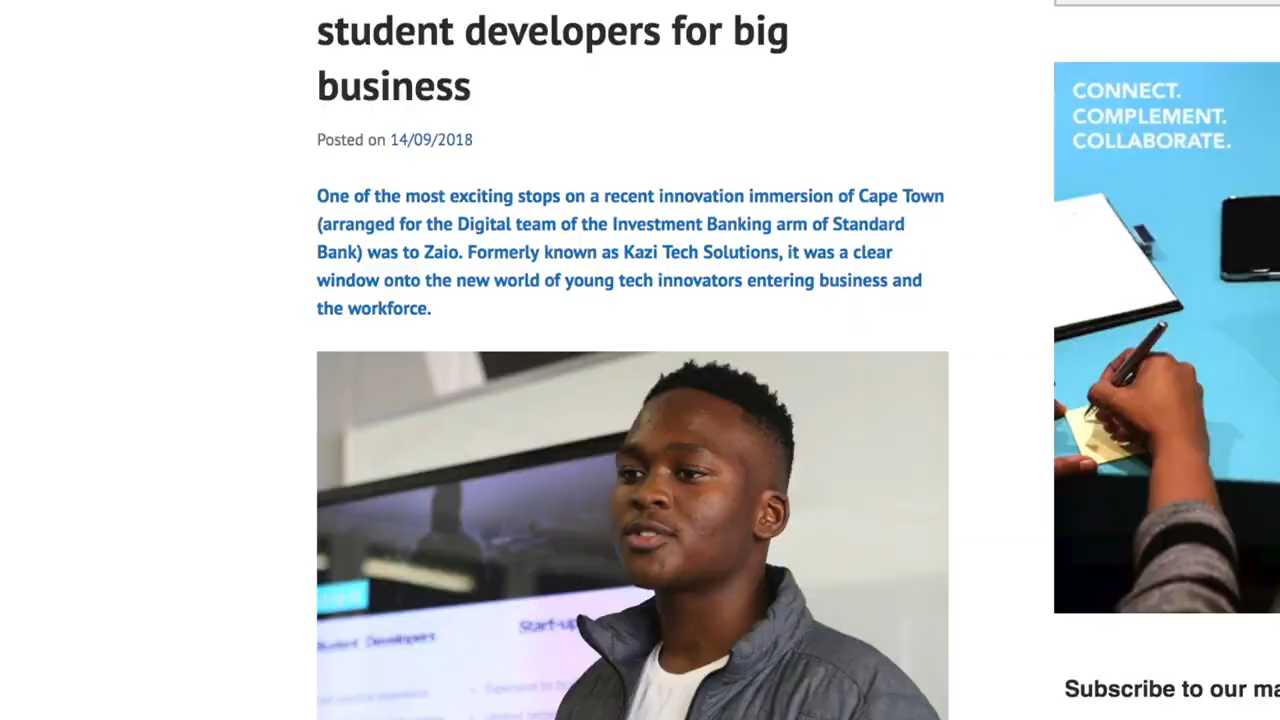 student developers for big
business
Posted on 14/09/2018
One of the most exciting stops on a recent innovation immersion of Cape Town
(arranged for the Digital team of the Investment Banking arm of Standard
Bank) was to Zaio. Formerly known as Kazi Tech Solutions, it was a clear
window onto the new world of young tech innovators entering business and
the workforce.
Student Developers
Start-up
CONNECT.
COMPLEMENT.
COLLABORATE.
Subscribe to our ma